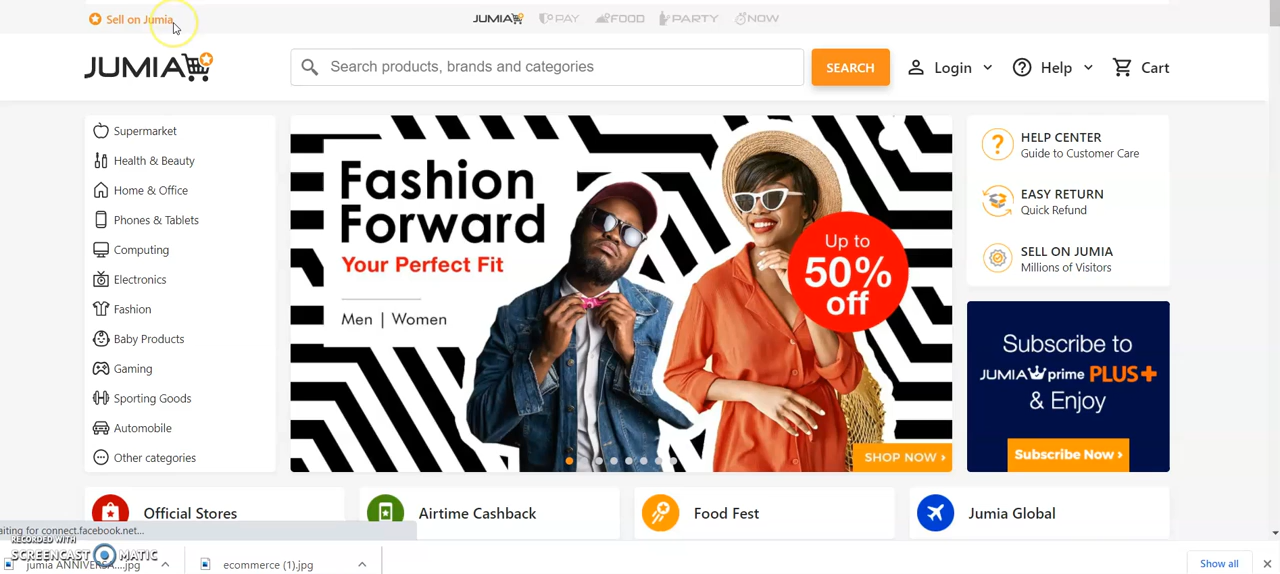 Sell on Jumia
JUMIA PAY FOOD PARTY NOW
JUMIA
Search products, brands and categories
SEARCH
Login
Help
Cart
Supermarket
Health & Beauty
Home & Office
Phones & Tablets
Computing
Electronics
Fashion
Baby Products
Gaming
Sporting Goods
Automobile
Other categories
Fashion
Forward
Your Perfect Fit
Men | Women
Up to
50%
off
SHOP NOW ›
HELP CENTER
Guide to Customer Care
EASY RETURN
Quick Refund
SELL ON JUMIA
Millions of Visitors
Subscribe to
JUMIA prime PLUS+
& Enjoy
Subscribe Now ›
Official Stores
Airtime Cashback
Food Fest
Jumia Global
aiting for connect.facebook.net...
RECORDED WITH
SCREENCAST MATIC
jumia ANNIVERSA....jpg
ecommerce (1).jpg
Show all